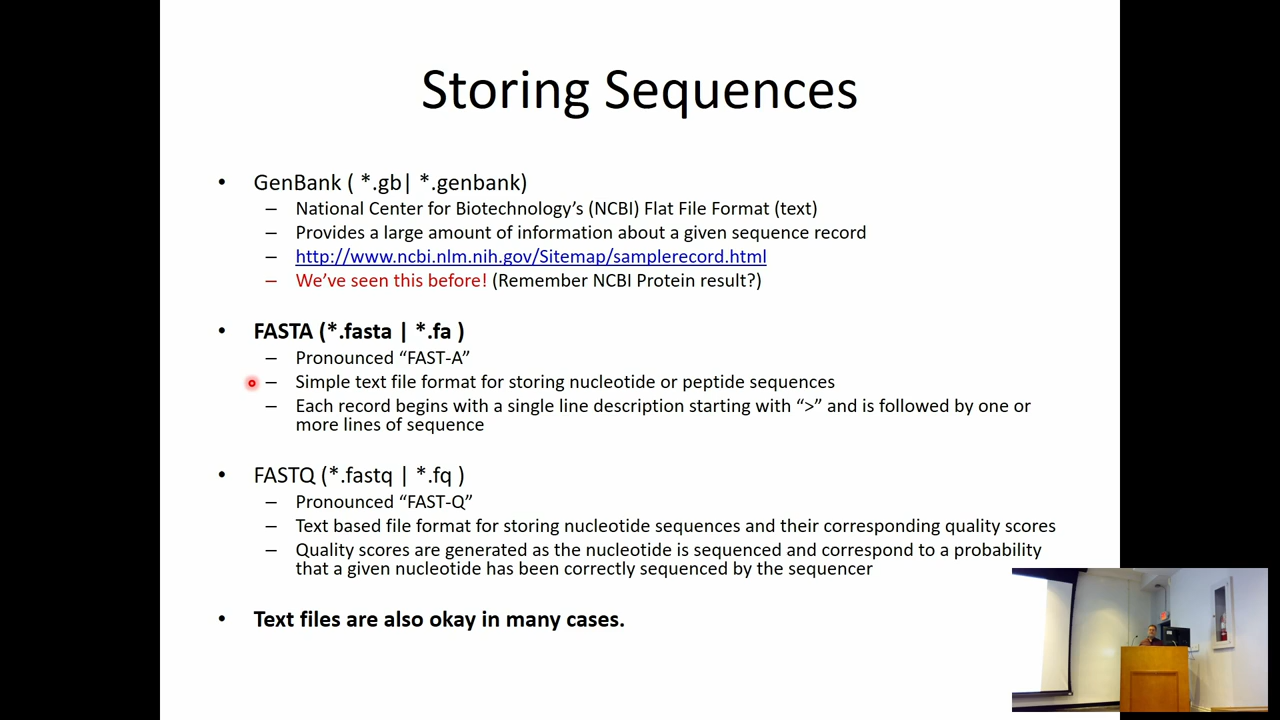 Storing Sequences
• GenBank ( *.gb| *.genbank)
– National Center for Biotechnology’s (NCBI) Flat File Format (text)
– Provides a large amount of information about a given sequence record
– http://www.ncbi.nlm.nih.gov/Sitemap/samplerecord.html
– We’ve seen this before! (Remember NCBI Protein result?)
• FASTA (*.fasta | *.fa )
– Pronounced “FAST-A”
– Simple text file format for storing nucleotide or peptide sequences
– Each record begins with a single line description starting with “>” and is followed by one or
more lines of sequence
• FASTQ (*.fastq | *.fq )
– Pronounced “FAST-Q”
– Text based file format for storing nucleotide sequences and their corresponding quality scores
– Quality scores are generated as the nucleotide is sequenced and correspond to a probability
that a given nucleotide has been correctly sequenced by the sequencer
• Text files are also okay in many cases.